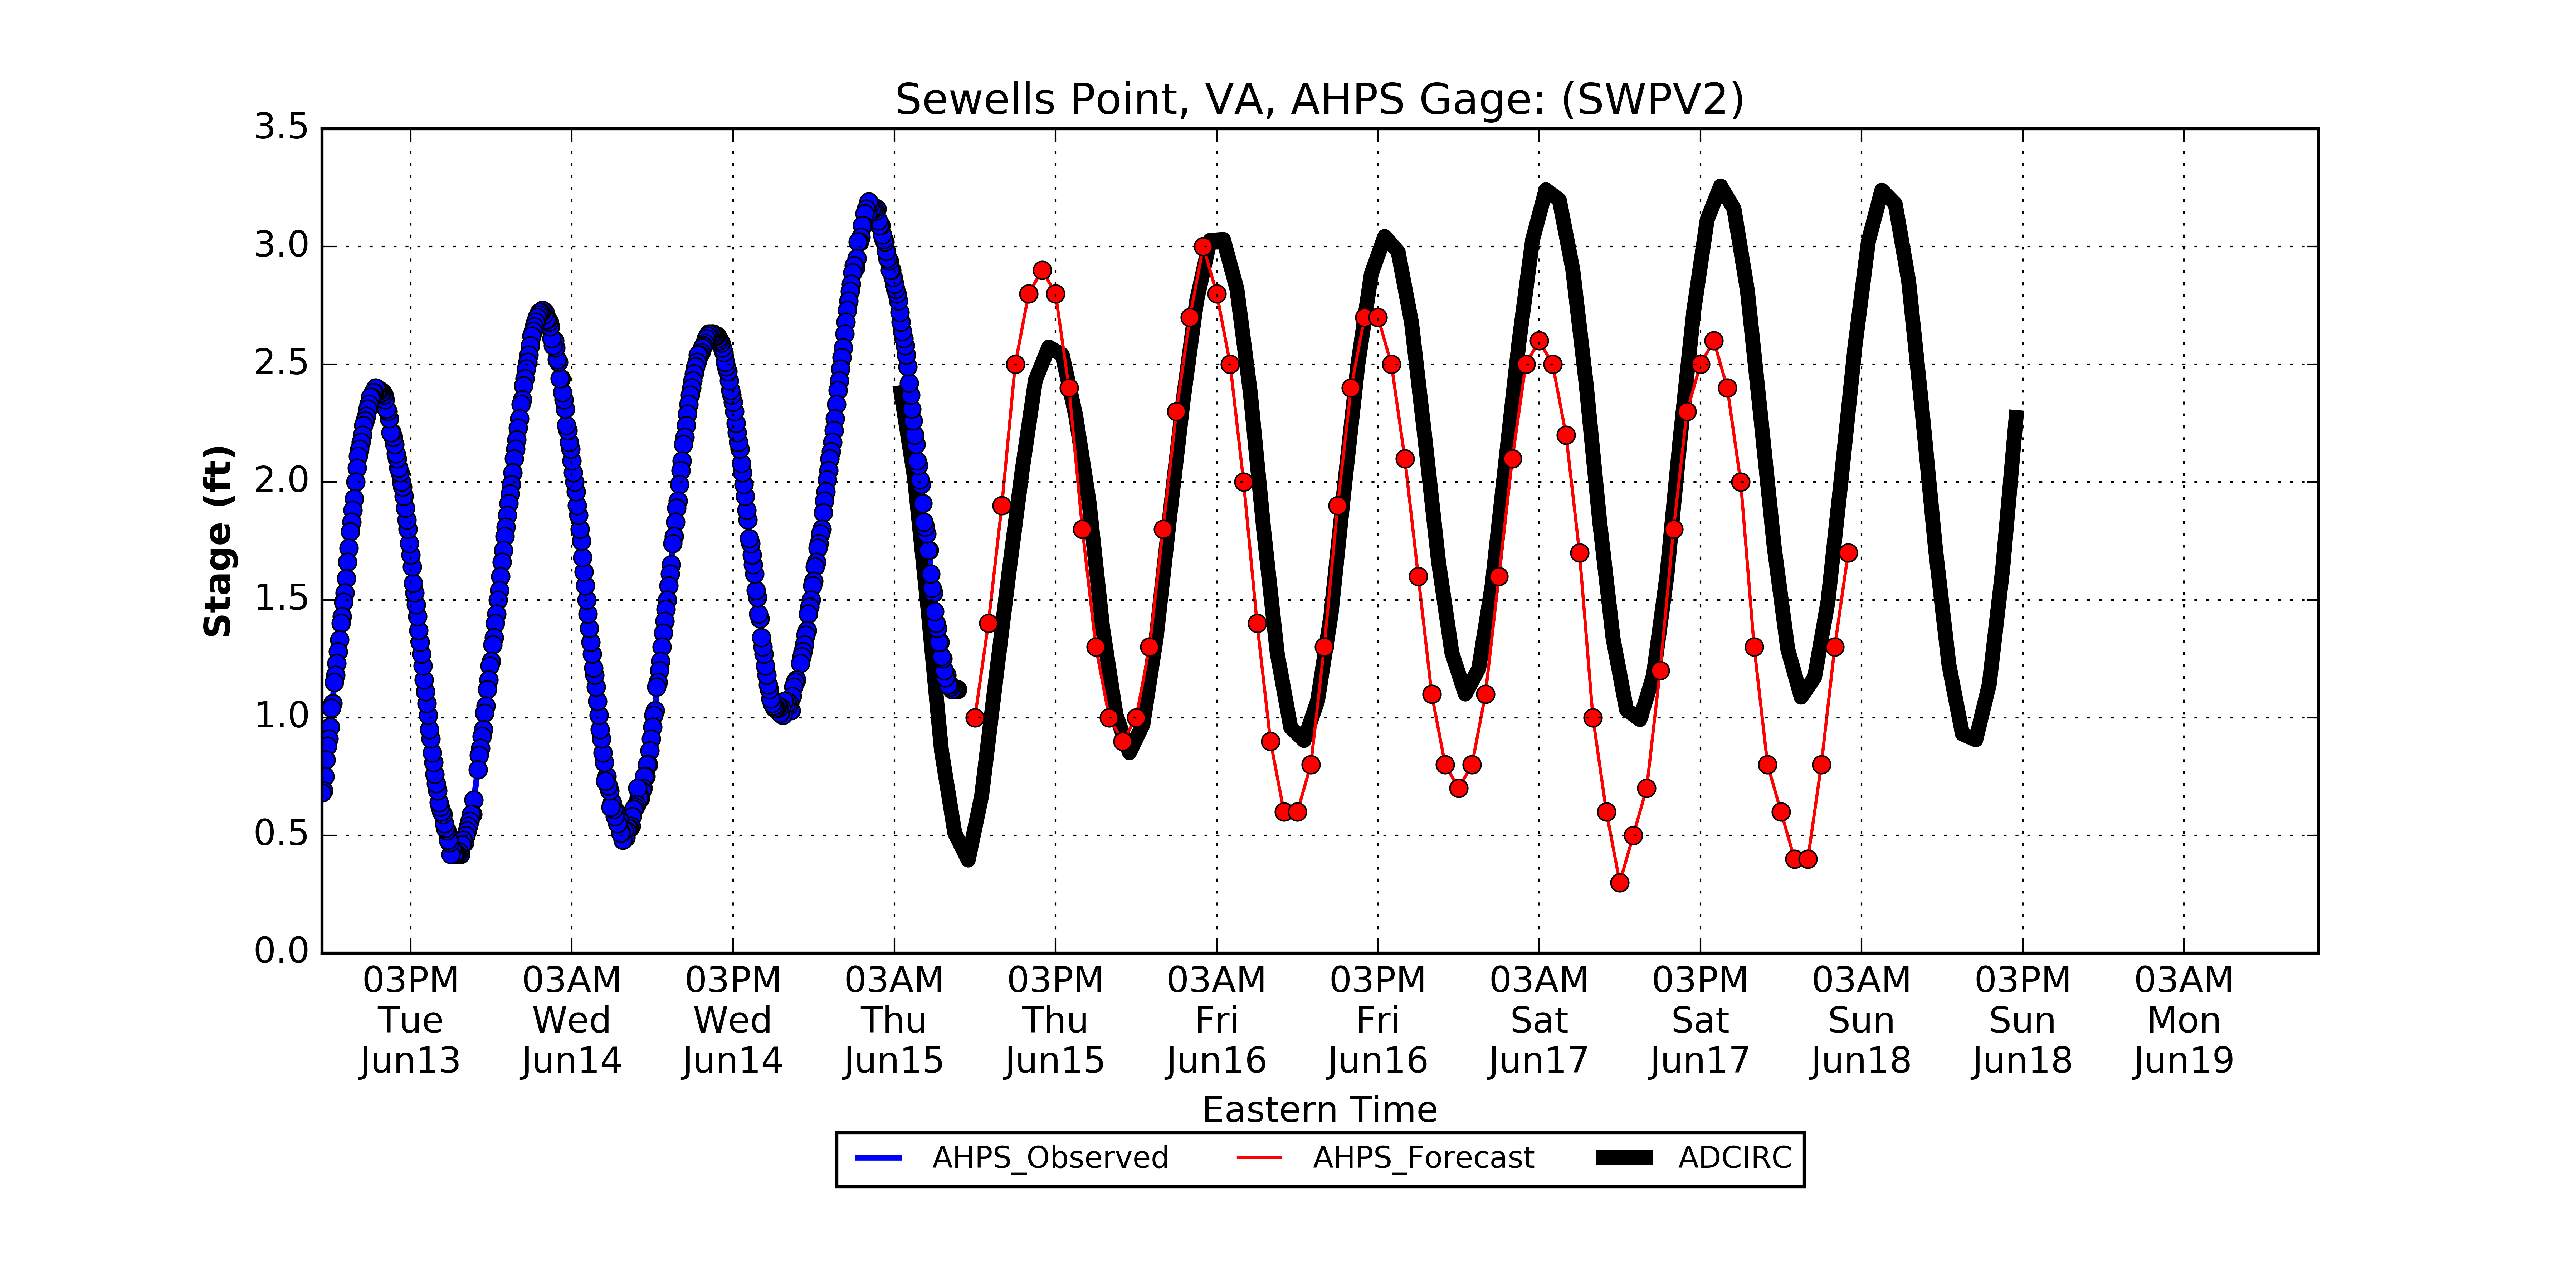 Sewells Point, VA, AHPS Gage: (SWPV2)
Stage (ft)
3.5
3.0
2.5
2.0
1.5
1.0
0.5
0.0
03PM 03AM 03PM 03AM 03PM 03AM 03PM 03AM 03PM 03AM 03PM 03AM
Tue Wed Wed Thu Thu Fri Fri Sat Sat Sun Sun Mon
Jun13 Jun14 Jun14 Jun15 Jun15 Jun16 Jun16 Jun17 Jun17 Jun18 Jun18 Jun19
Eastern Time
AHPS_Observed AHPS_Forecast ADCIRC